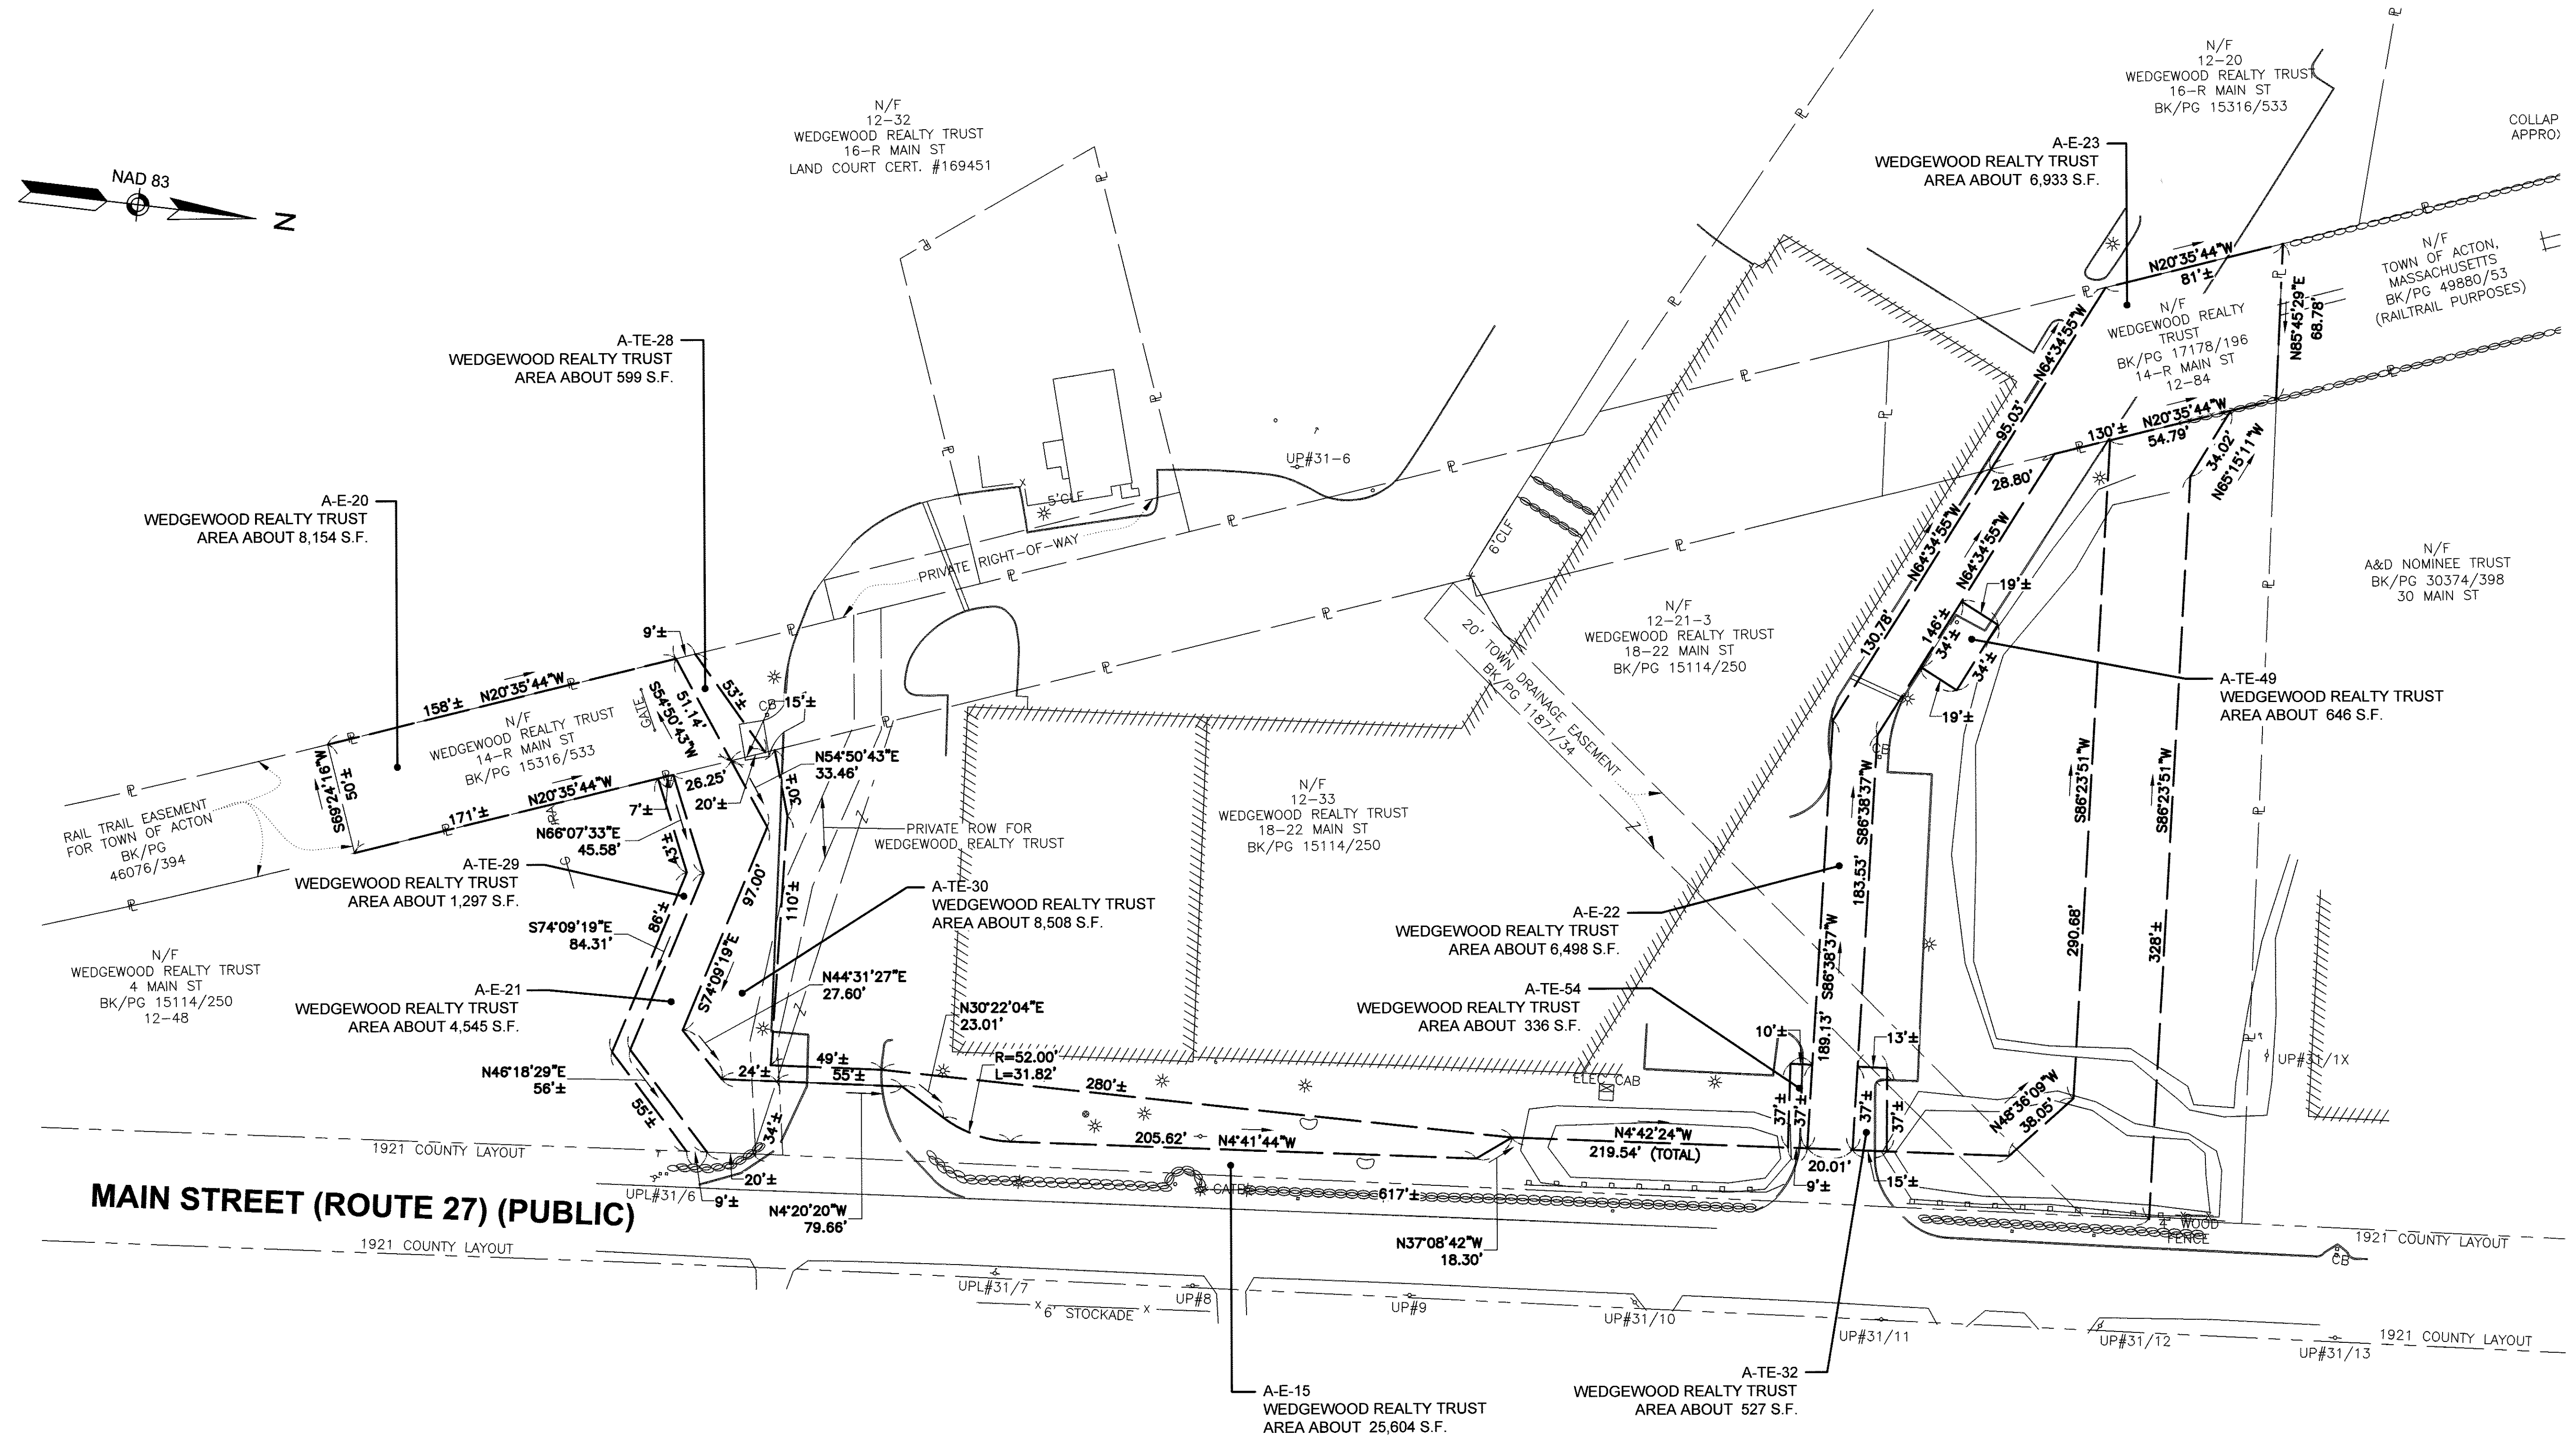 NAD 83
N
N/F
12-32
WEDGEWOOD REALTY TRUST
16-R MAIN ST
LAND COURT CERT. #169451
N/F
12-20
WEDGEWOOD REALTY TRUST
16-R MAIN ST
BK/PG 15316/533
COLLAP
APPROX
A-E-23
WEDGEWOOD REALTY TRUST
AREA ABOUT 6,933 S.F.
N20°35'44"W
81'±
N/F
TOWN OF ACTON,
MASSACHUSETTS
BK/PG 49880/53
(RAILTRAIL PURPOSES)
N/F
WEDGEWOOD REALTY
TRUST
BK/PG 17178/196
14-R MAIN ST
12-84
N85°45'29"E
68.78'
N64°34'55"W
95.03'
N20°35'44"W
130'±
54.79'
34.02'
N65°15'11"W
28.80'
A-TE-28
WEDGEWOOD REALTY TRUST
AREA ABOUT 599 S.F.
A-E-20
WEDGEWOOD REALTY TRUST
AREA ABOUT 8,154 S.F.
UP#31-6
5'CLF
6'CLF
PRIVATE RIGHT-OF-WAY
N/F
A&D NOMINEE TRUST
BK/PG 30374/398
30 MAIN ST
N64°34'55"W
130.78'
N64°34'55"W
146'±
19'±
34'±
34'±
19'±
A-TE-49
WEDGEWOOD REALTY TRUST
AREA ABOUT 646 S.F.
N/F
12-21-3
WEDGEWOOD REALTY TRUST
18-22 MAIN ST
BK/PG 15114/250
20' TOWN DRAINAGE EASEMENT
BK/PG 11871/34
9'±
158'±
N20°35'44"W
N/F
WEDGEWOOD REALTY TRUST
14-R MAIN ST
BK/PG 15316/533
GATE
S54°50'43"W
51.14'
53'±
CB
15'±
S69°24'16"W
50'±
171'±
N20°35'44"W
26.25'
7'±
20'±
30'±
N54°50'43"E
33.46'
RAIL TRAIL EASEMENT
FOR TOWN OF ACTON
BK/PG
46076/394
N66°07'33"E
45.58'
43'±
PRIVATE ROW FOR
WEDGEWOOD REALTY TRUST
N/F
12-33
WEDGEWOOD REALTY TRUST
18-22 MAIN ST
BK/PG 15114/250
CB
A-TE-29
WEDGEWOOD REALTY TRUST
AREA ABOUT 1,297 S.F.
97.00'
110'±
A-TE-30
WEDGEWOOD REALTY TRUST
AREA ABOUT 8,508 S.F.
S74°09'19"E
84.31'
86'±
S74°09'19"E
N/F
WEDGEWOOD REALTY TRUST
4 MAIN ST
BK/PG 15114/250
12-48
A-E-21
WEDGEWOOD REALTY TRUST
AREA ABOUT 4,545 S.F.
N44°31'27"E
27.60'
N30°22'04"E
23.01'
A-E-22
WEDGEWOOD REALTY TRUST
AREA ABOUT 6,498 S.F.
A-TE-54
WEDGEWOOD REALTY TRUST
AREA ABOUT 336 S.F.
S86°38'37"W
183.53'
S86°38'37"W
189.13'
S86°23'51"W
290.68'
S86°23'51"W
328'±
N46°18'29"E
56'±
55'±
24'±
49'±
55'±
R=52.00'
L=31.82'
280'±
ELEC CAB
10'±
13'±
37'±
37'±
37'±
37'±
N48°36'09"W
38.05'
UP#31/1X
1921 COUNTY LAYOUT
34'±
205.62'
N4°41'44"W
N4°42'24"W
219.54' (TOTAL)
20.01'
9'±
15'±
MAIN STREET (ROUTE 27) (PUBLIC)
UPL#31/6
9'±
20'±
N4°20'20"W
79.66'
617'±
N37°08'42"W
18.30'
4' WOOD
FENCE
1921 COUNTY LAYOUT
1921 COUNTY LAYOUT
CB
UPL#31/7
UP#8
6' STOCKADE
UP#9
UP#31/10
UP#31/11
UP#31/12
UP#31/13
1921 COUNTY LAYOUT
A-E-15
WEDGEWOOD REALTY TRUST
AREA ABOUT 25,604 S.F.
A-TE-32
WEDGEWOOD REALTY TRUST
AREA ABOUT 527 S.F.